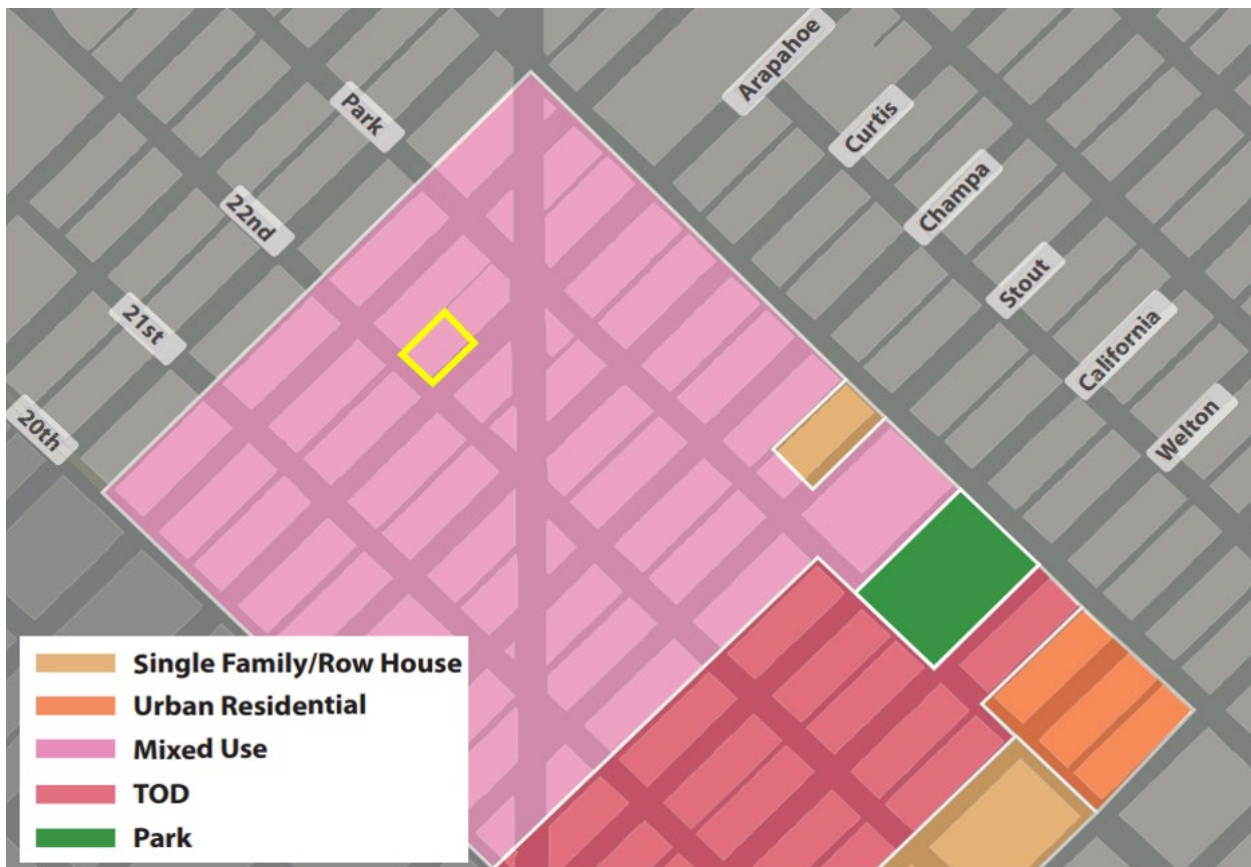 Arapahoe
Park
Curtis
Champa
22nd
Stout
21st
California
20th
Welton
Single Family/Row House
Urban Residential
Mixed Use
TOD
Park